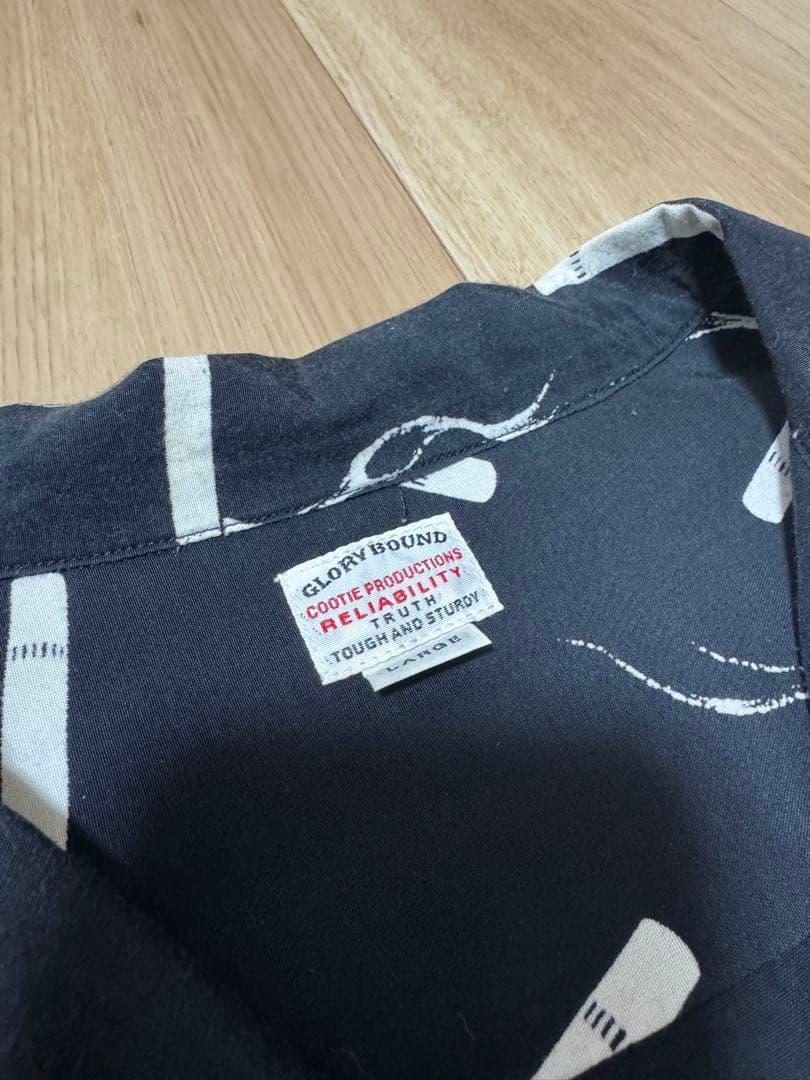 GLORY BOUND
COOTIE PRODUCTIONS
RELIABILITY
TRUTH
TOUGH AND STURDY
LARGE